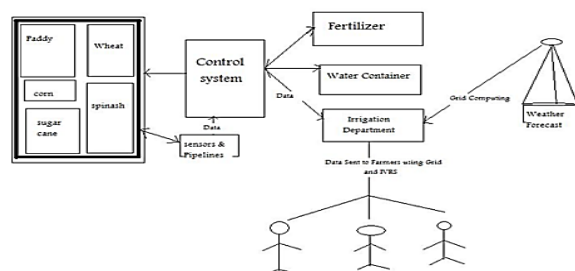 Paddy
Wheat
corn
spinash
sugar
cane
Control
system
Data
sensors &
Pipelines
Fertilizer
Water Container
Data
Irrigation
Department
Grid Computing
Weather
Forecast
Data Sent to Farmers using Grid
and IVRS